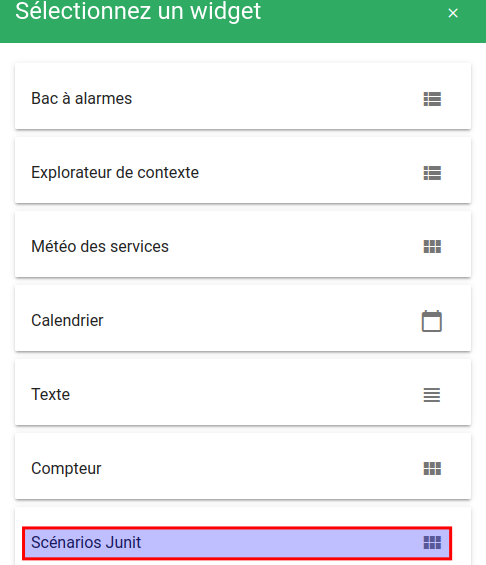 Sélectionnez un widget
Bac à alarmes
Explorateur de contexte
Météo des services
Calendrier
Texte
Compteur
Scénarios Junit